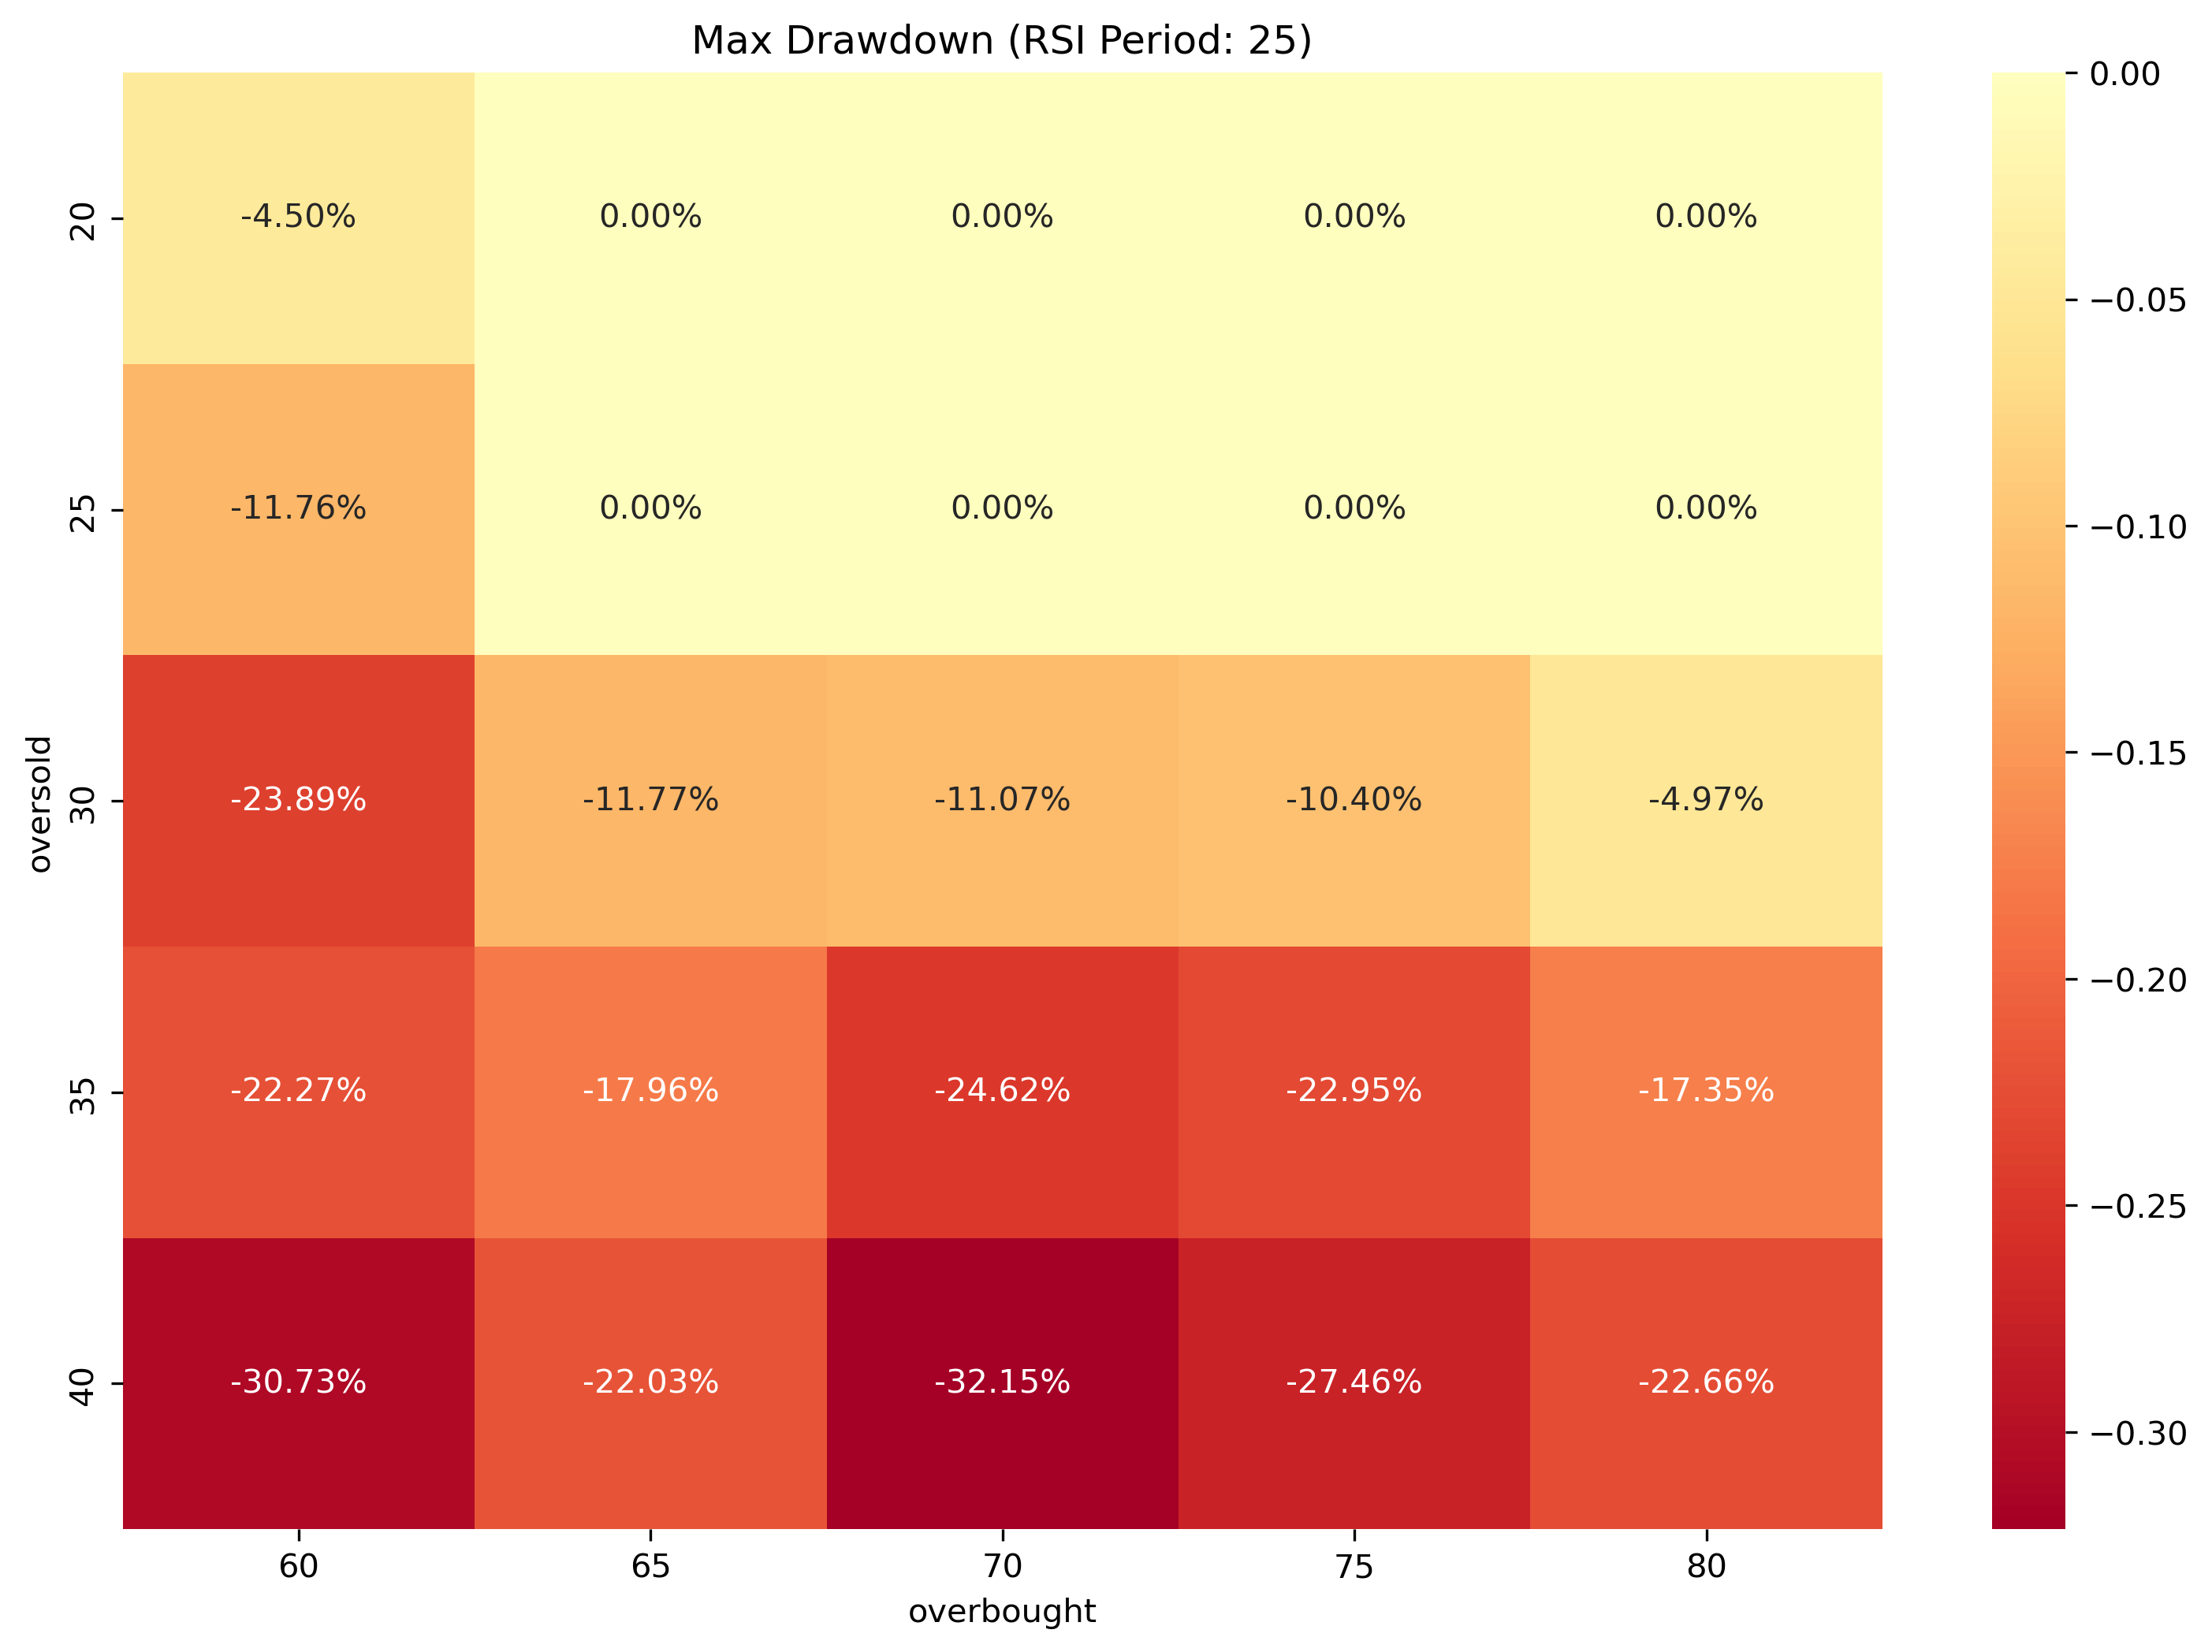 Max Drawdown (RSI Period: 25)
0.00
20 -4.50% 0.00% 0.00% 0.00% 0.00%
−0.05
25 -11.76% 0.00% 0.00% 0.00% 0.00%
−0.10
−0.15
oversold
30 -23.89% -11.77% -11.07% -10.40% -4.97%
−0.20
35 -22.27% -17.96% -24.62% -22.95% -17.35%
−0.25
40 -30.73% -22.03% -32.15% -27.46% -22.66%
−0.30
60 65 70 75 80
overbought